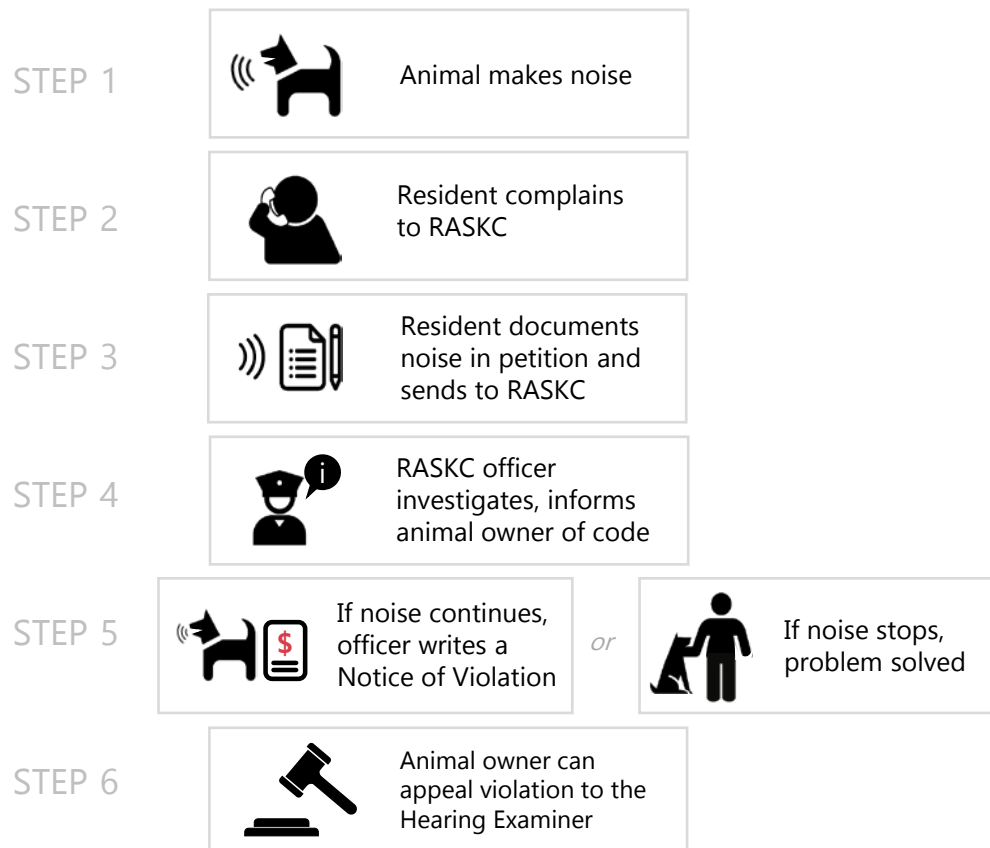 STEP 1
Animal makes noise
STEP 2
Resident complains
to RASKC
STEP 3
Resident documents
noise in petition and
sends to RASKC
STEP 4
i
RASKC officer
investigates, informs
animal owner of code
STEP 5
$
If noise continues,
officer writes a
Notice of Violation
or
If noise stops,
problem solved
STEP 6
Animal owner can
appeal violation to the
Hearing Examiner